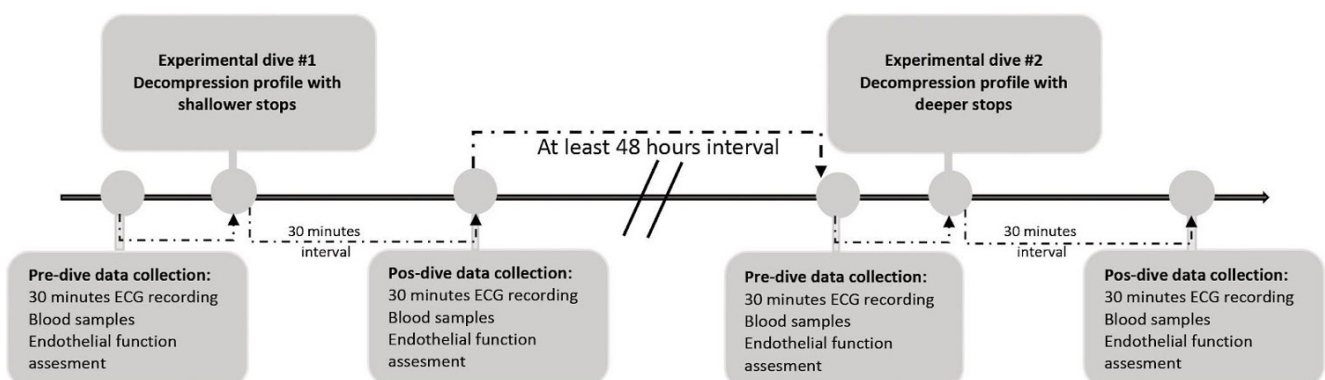 Experimental dive #1
Decompression profile with
shallower stops
Experimental dive #2
Decompression profile with
deeper stops
At least 48 hours interval
30 minutes
interval
30 minutes
interval
Pre-dive data collection:
30 minutes ECG recording
Blood samples
Endothelial function
assesment
Pos-dive data collection:
30 minutes ECG recording
Blood samples
Endothelial function
assesment
Pre-dive data collection:
30 minutes ECG recording
Blood samples
Endothelial function
assesment
Pos-dive data collection:
30 minutes ECG recording
Blood samples
Endothelial function
assesment